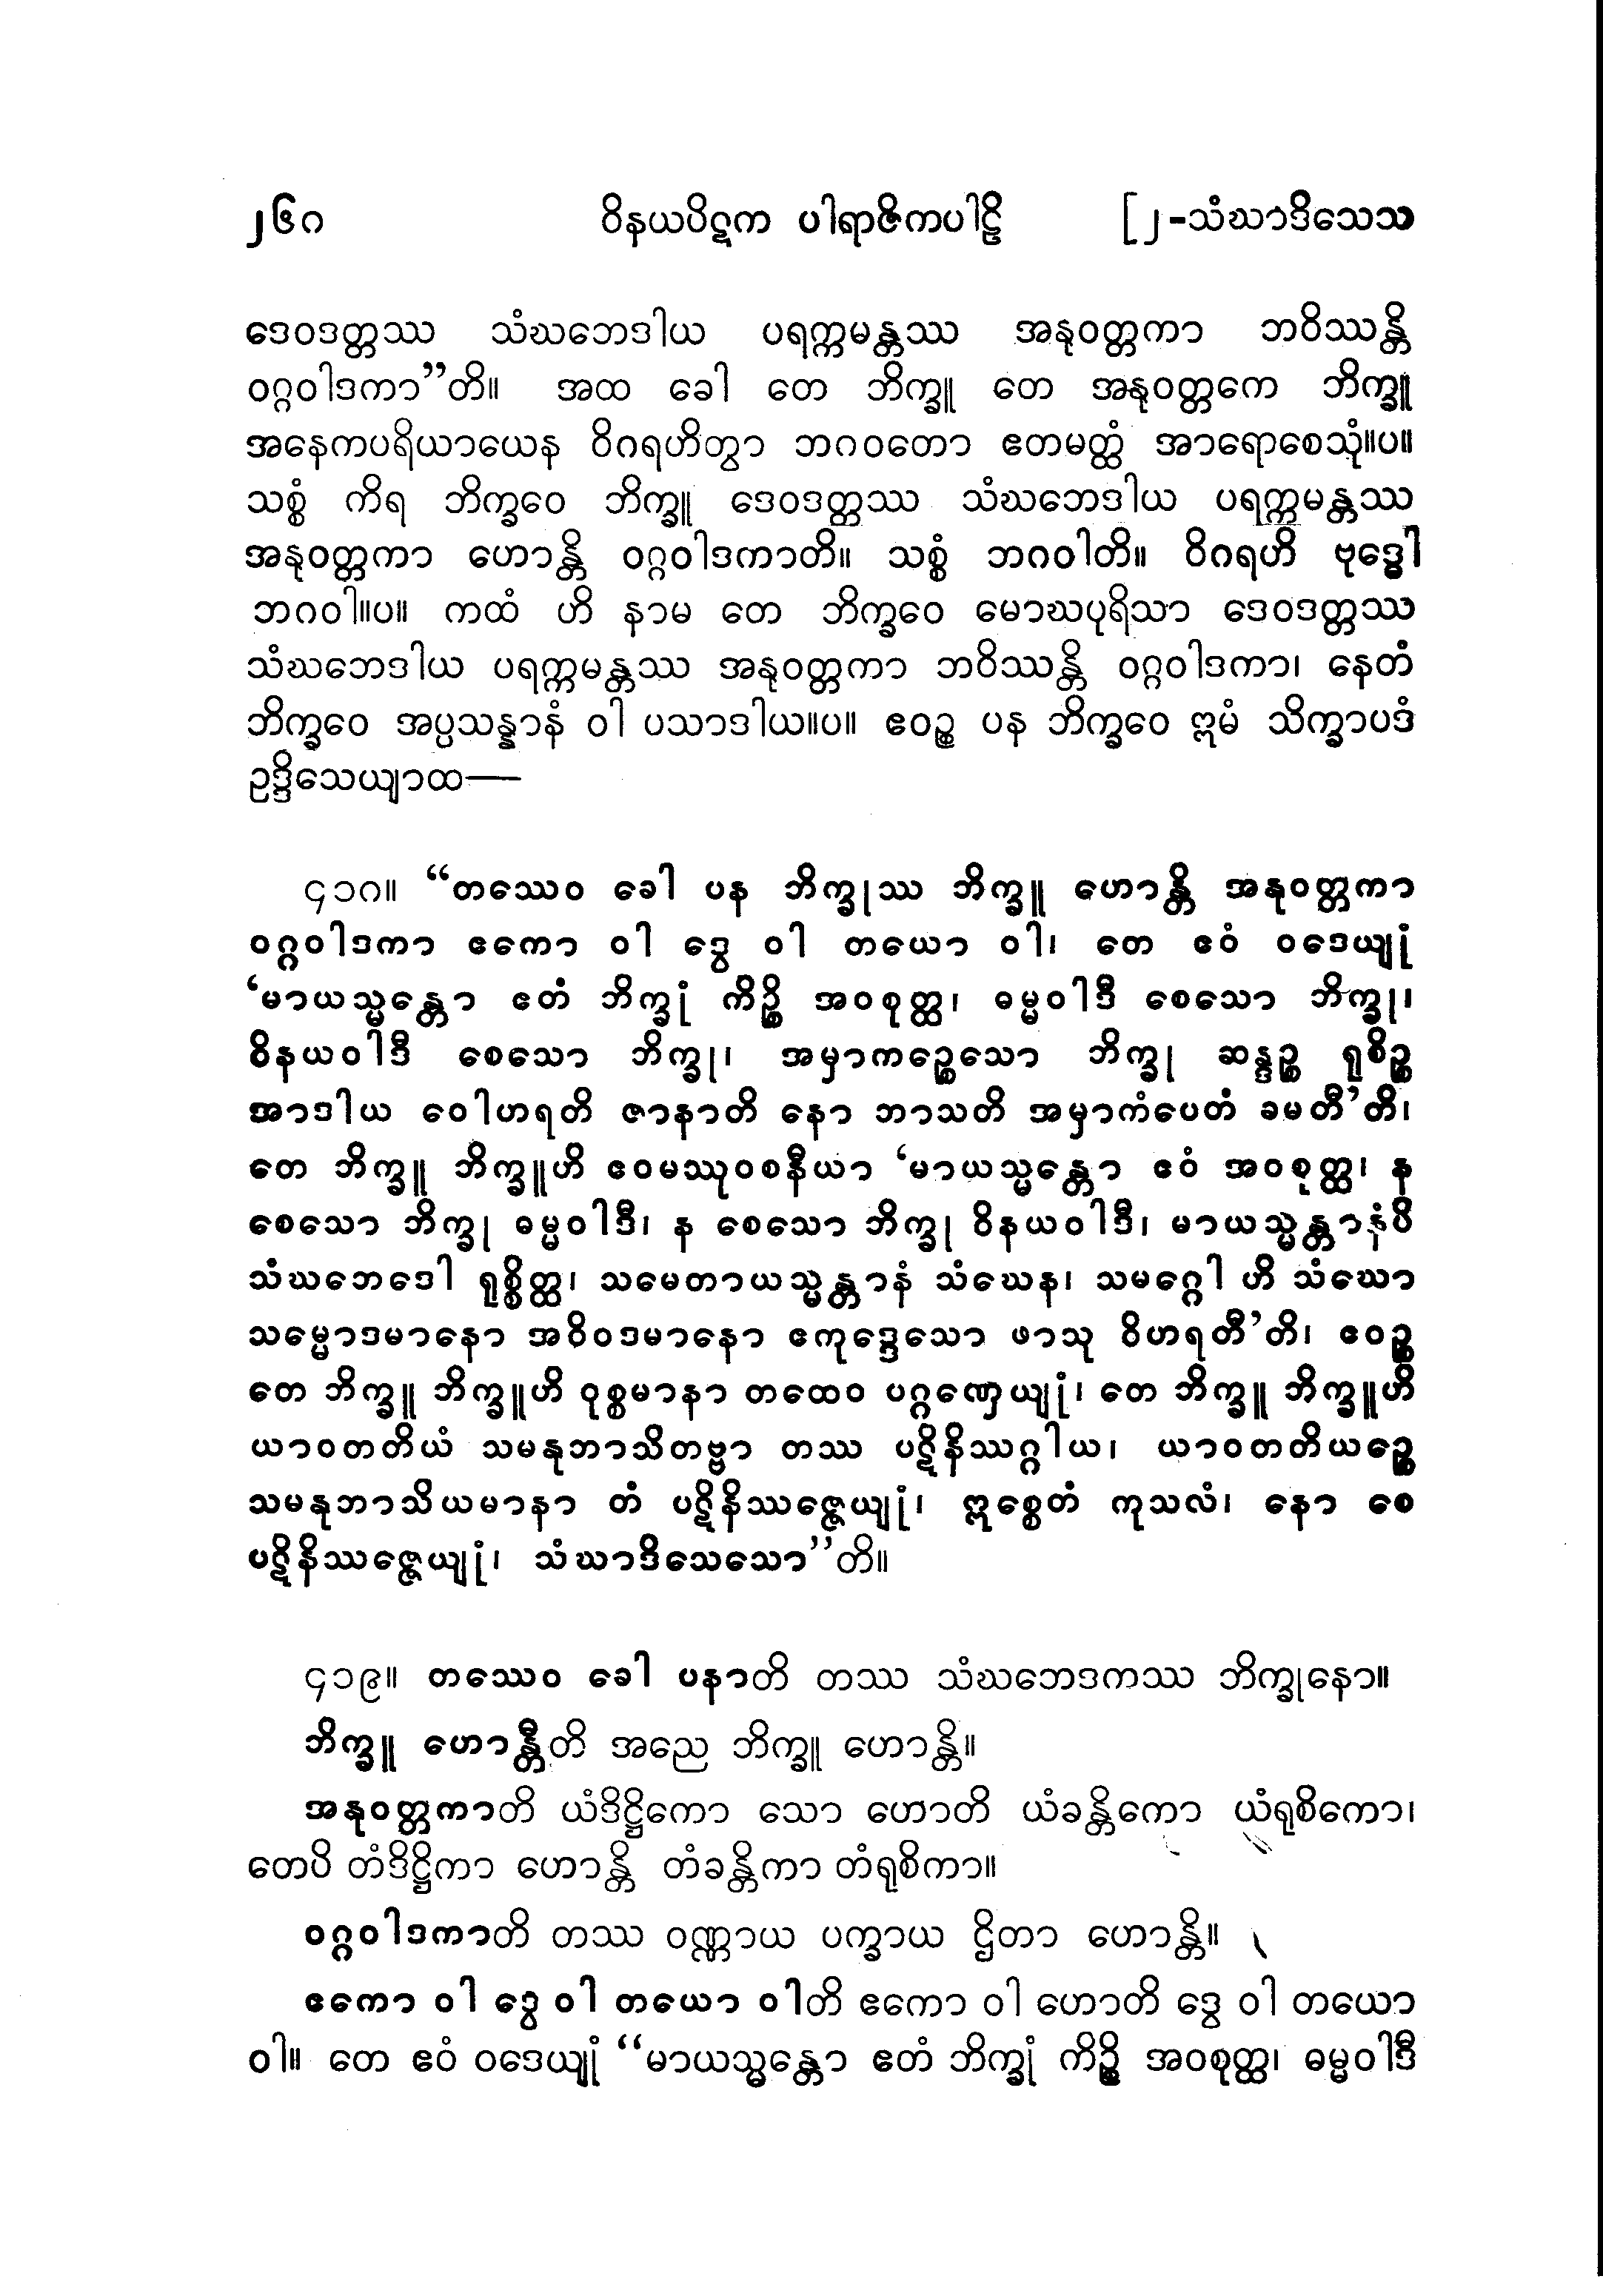 ၂၆၈ ဝိနယပိဋက ပါရာဇိကပါဠိ [၂-သံဃာဒိသေသ
ဒေဝဒတ္တဿ သံဃဘေဒါယ ပရက္ကမန္တဿ အနုဝတ္တကာ ဘဝိဿန္တိ
ဝဂ္ဂဝါဒကာ”တိ။ အထ ခေါ တေ ဘိက္ခူ တေ အနုဝတ္တကေ ဘိက္ခူ
အနေကပရိယာယေန ဝိဂရဟိတွာ ဘဂဝတော ဧတမတ္ထံ အာရောစေသုံ။ပ။
သစ္စံ ကိရ ဘိက္ခဝေ ဘိက္ခူ ဒေဝဒတ္တဿ သံဃဘေဒါယ ပရက္ကမန္တဿ
အနုဝတ္တကာ ဟောန္တိ ဝဂ္ဂဝါဒကာတိ။ သစ္စံ ဘဂဝါတိ။ ဝိဂရဟိ ဗုဒ္ဓေါ
ဘဂဝါ။ပ။ ကထံ ဟိ နာမ တေ ဘိက္ခဝေ မောဃပုရိသာ ဒေဝဒတ္တဿ
သံဃဘေဒါယ ပရက္ကမန္တဿ အနုဝတ္တကာ ဘဝိဿန္တိ ဝဂ္ဂဝါဒကာ၊ နေတံ
ဘိက္ခဝေ အပ္ပသန္နာနံ ဝါ ပသာဒါယ။ပ။ ဧဝဉ္စ ပန ဘိက္ခဝေ ဣမံ သိက္ခာပဒံ
ဥဒ္ဒိသေယျာထ—
၄၁၈။ “တဿေဝ ခေါ ပန ဘိက္ခုဿ ဘိက္ခူ ဟောန္တိ အနုဝတ္တကာ
ဝဂ္ဂဝါဒကာ ဧကော ဝါ ဒွေ ဝါ တယော ဝါ၊ တေ ဧဝံ ဝဒေယျုံ
‘မာယသ္မန္တော ဧတံ ဘိက္ခုံ ကိဉ္စိ အဝစုတ္ထ၊ ဓမ္မဝါဒီ စေသော ဘိက္ခု၊
ဝိနယဝါဒီ စေသော ဘိက္ခု၊ အမှာကဉ္စေသော ဘိက္ခု ဆန္ဒဉ္စ ရုစိဉ္စ
အာဒါယ ဝေါဟရတိ ဇာနာတိ နော ဘာသတိ အမှာကံပေတံ ခမတီ’တိ၊
တေ ဘိက္ခူ ဘိက္ခူဟိ ဧဝမဿုဝစနီယာ ‘မာယသ္မန္တော ဧဝံ အဝစုတ္ထ၊ န
စေသော ဘိက္ခု ဓမ္မဝါဒီ၊ န စေသော ဘိက္ခု ဝိနယဝါဒီ၊ မာယသ္မန္တာနံပိ
သံဃဘေဒေါ ရုစ္စိတ္ထ၊ သမေတာယသ္မန္တာနံ သံဃေန၊ သမဂ္ဂေါ ဟိ သံဃော
သမ္မောဒမာနော အဝိဝဒမာနော ဧကုဒ္ဒေသော ဖာသု ဝိဟရတီ’တိ၊ ဧဝဉ္စ
တေ ဘိက္ခူ ဘိက္ခူဟိ ဝုစ္စမာနာ တထေဝ ပဂ္ဂဏှေယျုံ၊ တေ ဘိက္ခူ ဘိက္ခူဟိ
ယာဝတတိယံ သမနုဘာသိတဗ္ဗာ တဿ ပဋိနိဿဂ္ဂါယ၊ ယာဝတတိယဉ္စေ
သမနုဘာသိယမာနာ တံ ပဋိနိဿဇ္ဇေယျုံ၊ ဣစ္စေတံ ကုသလံ၊ နော စေ
ပဋိနိဿဇ္ဇေယျုံ၊ သံဃာဒိသေသော”တိ။
၄၁၉။ တဿေဝ ခေါ ပနာတိ တဿ သံဃဘေဒကဿ ဘိက္ခုနော။
ဘိက္ခူ ဟောန္တီတိ အညေ ဘိက္ခူ ဟောန္တိ။
အနုဝတ္တကာတိ ယံဒိဋ္ဌိကော သော ဟောတိ ယံခန္တိကော ယံရုစိကော၊
တေပိ တံဒိဋ္ဌိကာ ဟောန္တိ တံခန္တိကာ တံရုစိကာ။
ဝဂ္ဂဝါဒကာတိ တဿ ဝဏ္ဏာယ ပက္ခာယ ဌိတာ ဟောန္တိ။
ဧကော ဝါ ဒွေ ဝါ တယော ဝါတိ ဧကော ဝါ ဟောတိ ဒွေ ဝါ တယော
ဝါ။ တေ ဧဝံ ဝဒေယျုံ “မာယသ္မန္တော ဧတံ ဘိက္ခုံ ကိဉ္စိ အဝစုတ္ထ၊ ဓမ္မဝါဒီ